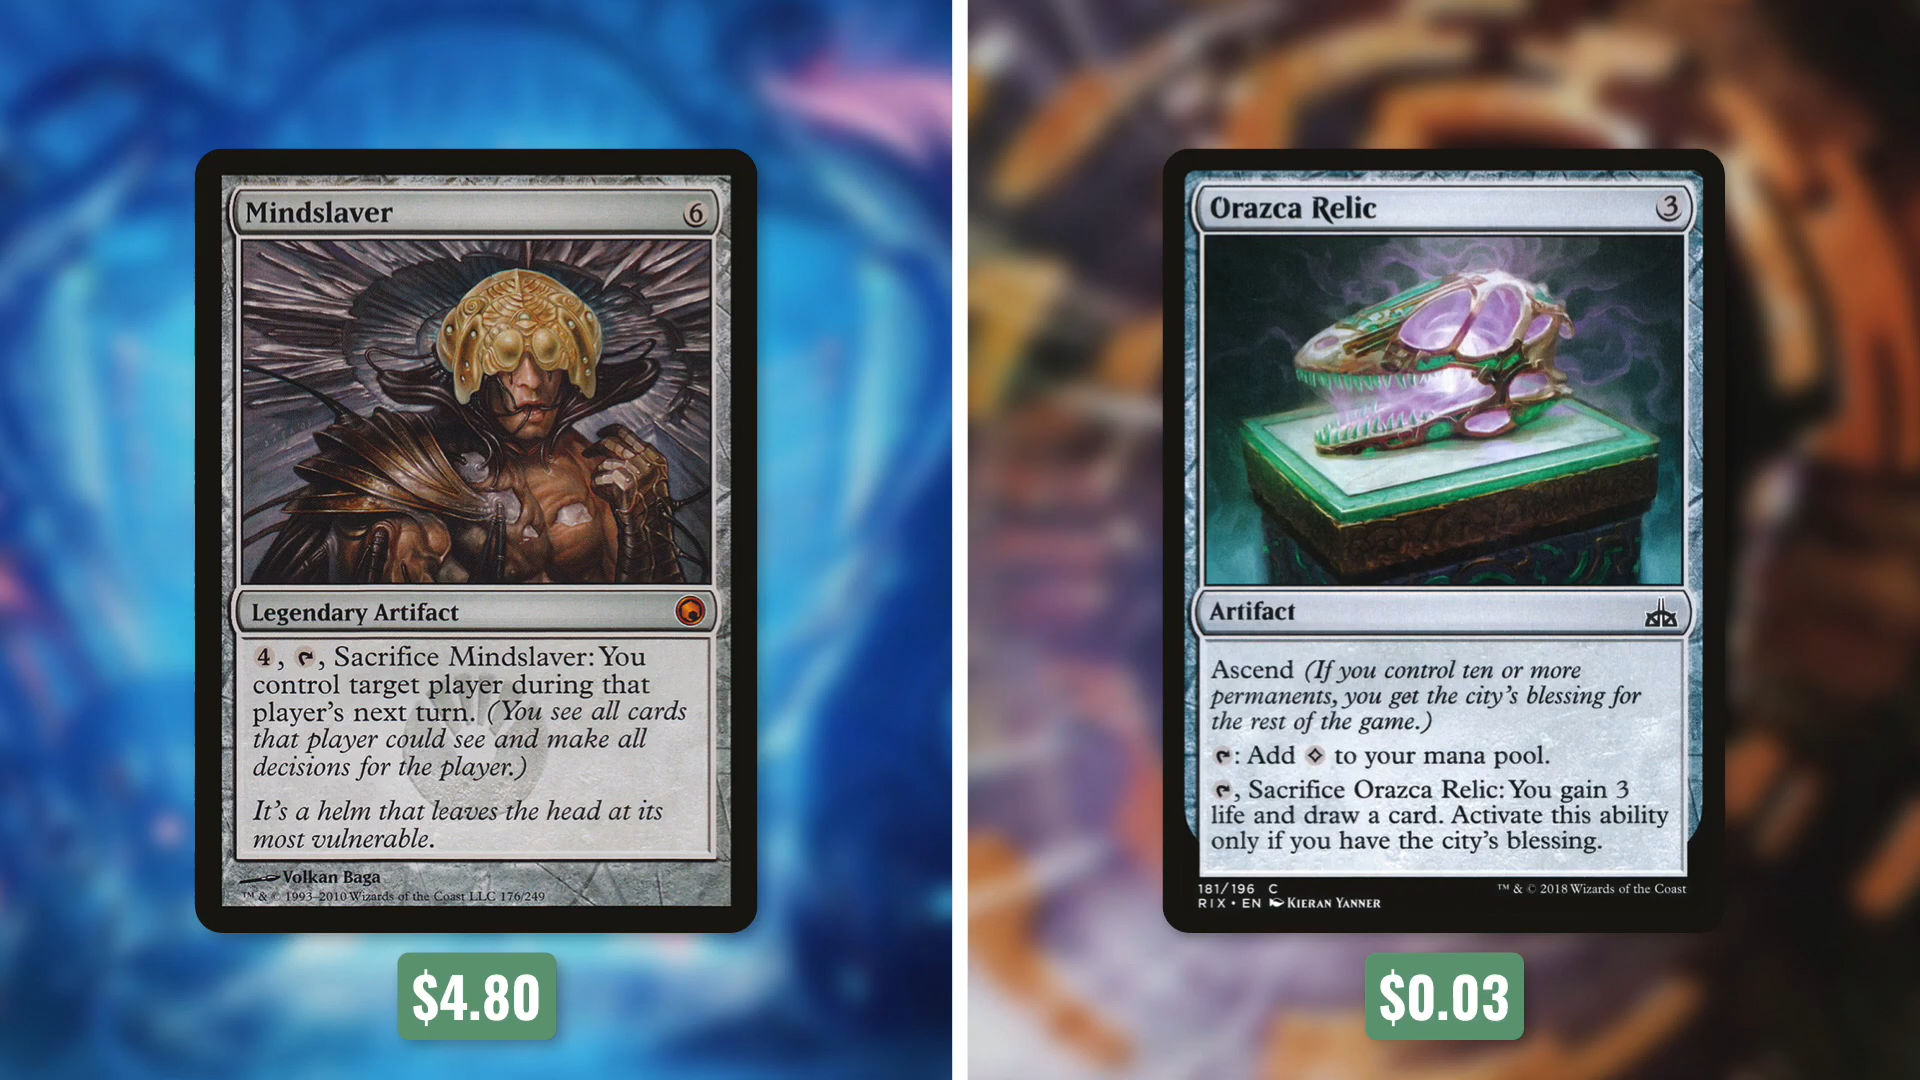 Mindslaver 6
Legendary Artifact
4, , Sacrifice Mindslaver: You
control target player during that
player's next turn. (You see all cards
that player could see and make all
decisions for the player.)
It's a helm that leaves the head at its
most vulnerable.
Volkan Baga
™ & © 1993–2010 Wizards of the Coast LLC 176/249
$4.80
Orazca Relic 3
Artifact
Ascend (If you control ten or more
permanents, you get the city's blessing for
the rest of the game.)
: Add to your mana pool.
, Sacrifice Orazca Relic: You gain 3
life and draw a card. Activate this ability
only if you have the city's blessing.
181/196 C
RIX • EN Kieran Yanner
™ & © 2018 Wizards of the Coast
$0.03